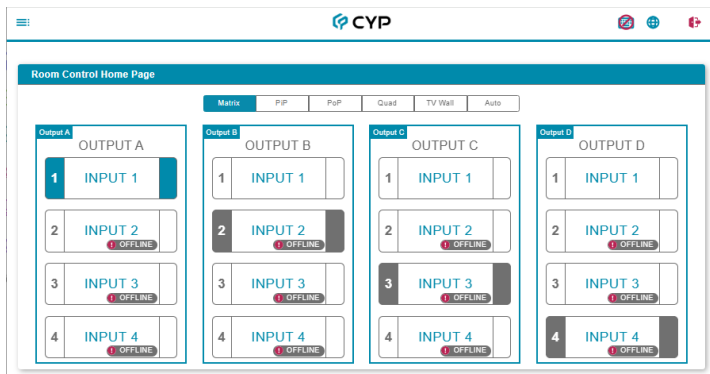 CYP
Room Control Home Page
Matrix PiP PoP Quad TV Wall Auto
Output A
OUTPUT A
1 INPUT 1
2 INPUT 2
! OFFLINE
3 INPUT 3
! OFFLINE
4 INPUT 4
! OFFLINE
Output B
OUTPUT B
1 INPUT 1
2 INPUT 2
! OFFLINE
3 INPUT 3
! OFFLINE
4 INPUT 4
! OFFLINE
Output C
OUTPUT C
1 INPUT 1
2 INPUT 2
! OFFLINE
3 INPUT 3
! OFFLINE
4 INPUT 4
! OFFLINE
Output D
OUTPUT D
1 INPUT 1
2 INPUT 2
! OFFLINE
3 INPUT 3
! OFFLINE
4 INPUT 4
! OFFLINE